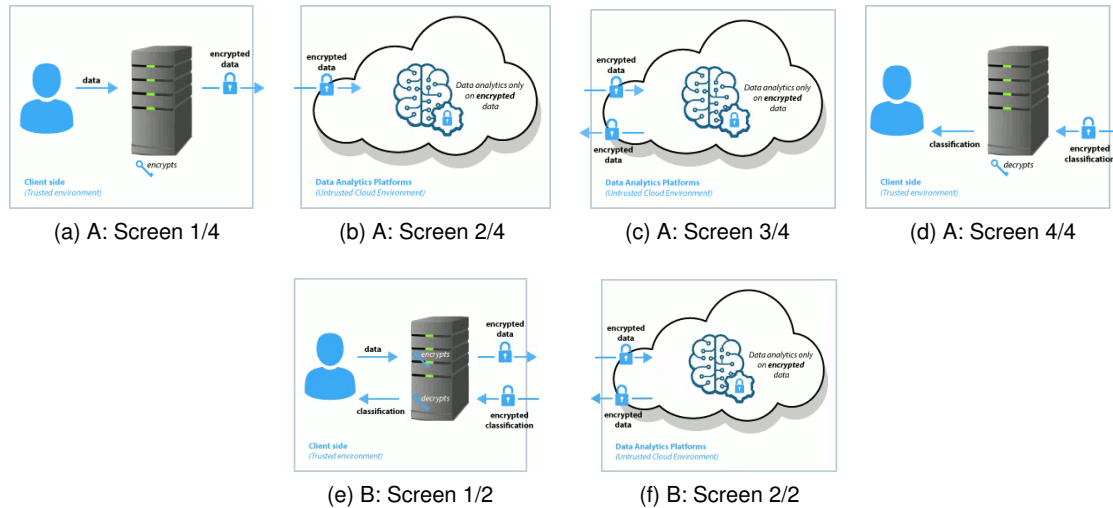 data
encrypted
data
encrypts
Client side
(Trusted environment)
(a) A: Screen 1/4
encrypted
data
Data analytics only
on encrypted
data
Data Analytics Platforms
(Untrusted Cloud Environment)
(b) A: Screen 2/4
encrypted
data
Data analytics only
on encrypted
data
encrypted
data
Data Analytics Platforms
(Untrusted Cloud Environment)
(c) A: Screen 3/4
classification
encrypted
classification
decrypts
Client side
(Trusted environment)
(d) A: Screen 4/4
data
encrypted
data
encrypts
decrypts
classification
encrypted
classification
Client side
(Trusted environment)
(e) B: Screen 1/2
encrypted
data
Data analytics only
on encrypted
data
encrypted
data
Data Analytics Platforms
(Untrusted Cloud Environment)
(f) B: Screen 2/2